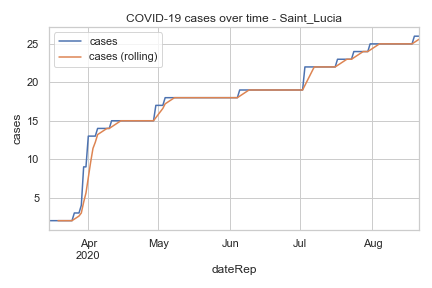 COVID-19 cases over time - Saint_Lucia
cases
cases (rolling)
25
20
15
10
5
cases
Apr
2020
May
Jun
Jul
Aug
dateRep